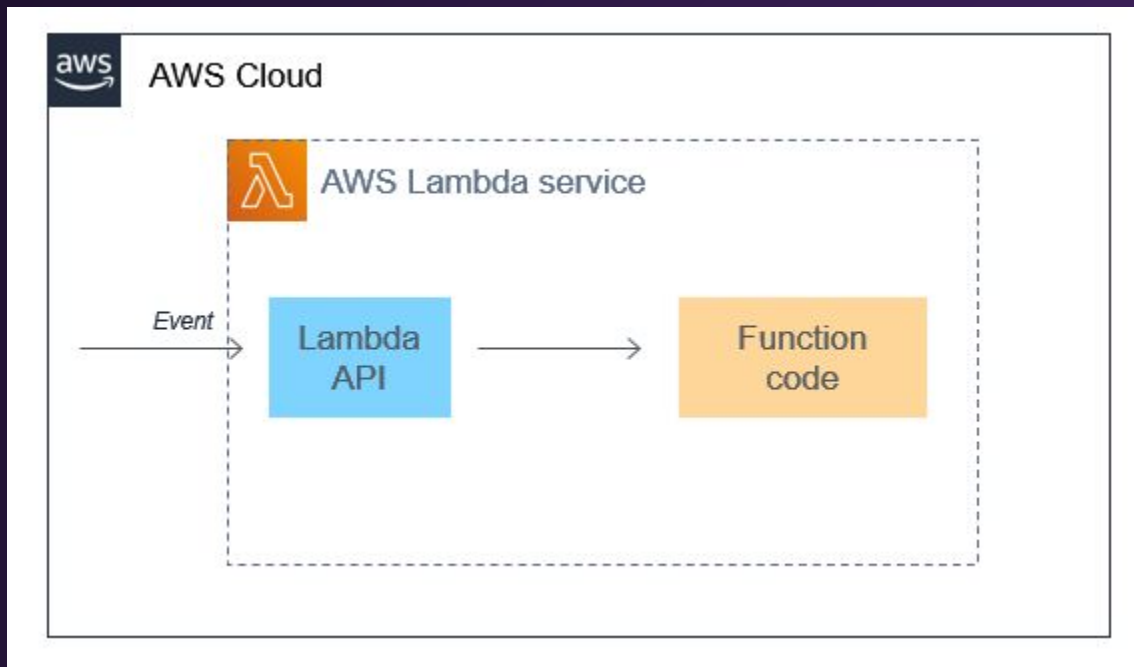 aws
AWS Cloud
AWS Lambda service
Event
Lambda
API
Function
code